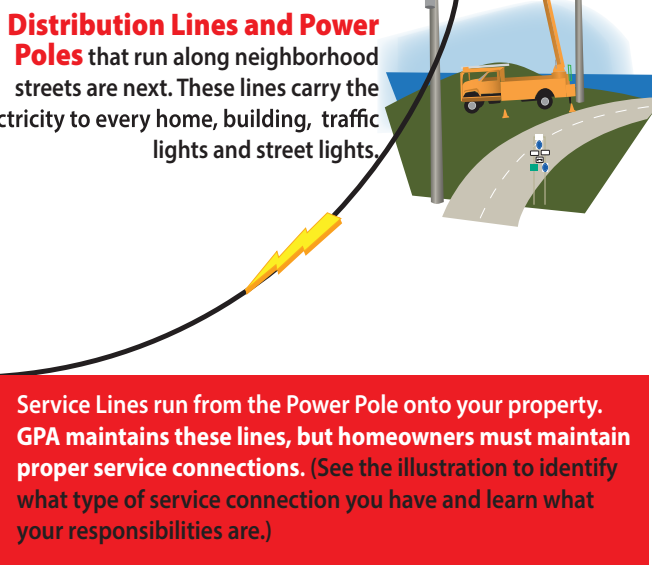 Distribution Lines and Power
Poles that run along neighborhood
streets are next. These lines carry the
to every home, building, traffic
lights and street lights.
Service Lines run from the Power Pole onto your property.
GPA maintains these lines, but homeowners must maintain
proper service connections. (See the illustration to identify
what type of service connection you have and learn what
your responsibilities are.)